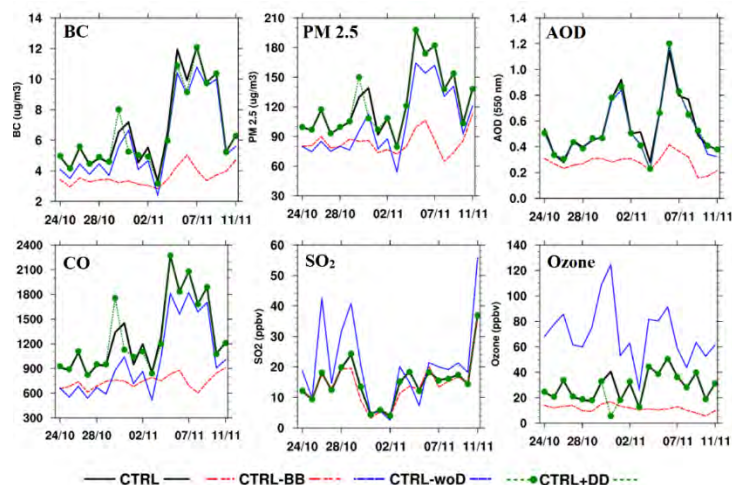 BC
PM 2.5
AOD
BC (ug/m3)
14
12
10
8
6
4
2
24/10 28/10 02/11 07/11 11/11
PM 2.5 (ug/m3)
210
180
150
120
90
60
30
24/10 28/10 02/11 07/11 11/11
AOD (550 nm)
1.4
1.2
1.0
0.8
0.6
0.4
0.2
0.0
24/10 28/10 02/11 07/11 11/11
CO
SO₂
Ozone
2400
2100
1800
1500
1200
900
600
300
24/10 28/10 02/11 07/11 11/11
SO2 (ppbv)
60
50
40
30
20
10
0
24/10 28/10 02/11 07/11 11/11
Ozone (ppbv)
140
120
100
80
60
40
20
0
24/10 28/10 02/11 07/11 11/11
CTRL CTRL-BB CTRL-woD CTRL+DD